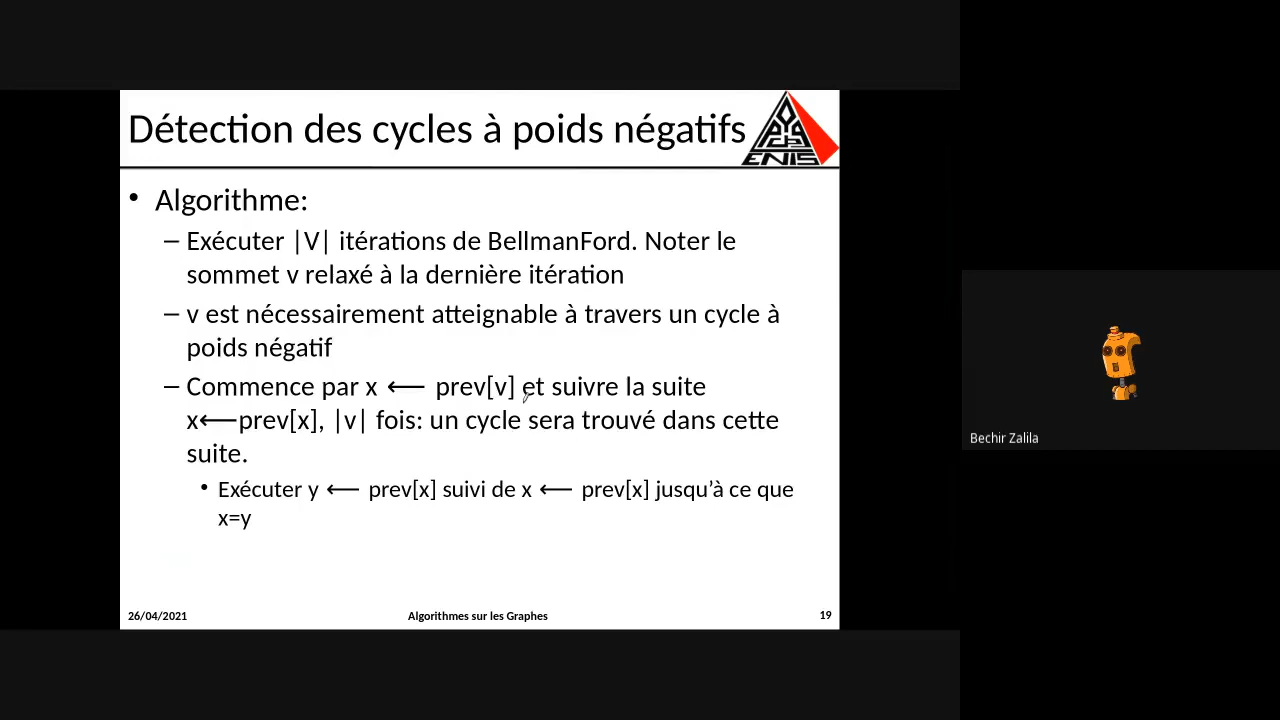 Détection des cycles à poids négatifs
ENIS
• Algorithme:
– Exécuter |V| itérations de BellmanFord. Noter le
sommet v relaxé à la dernière itération
– v est nécessairement atteignable à travers un cycle à
poids négatif
– Commence par x ⟵ prev[v] et suivre la suite
x⟵prev[x], |v| fois: un cycle sera trouvé dans cette
suite.
• Exécuter y ⟵ prev[x] suivi de x ⟵ prev[x] jusqu’à ce que
x=y
26/04/2021
Algorithmes sur les Graphes
19
Bechir Zalila